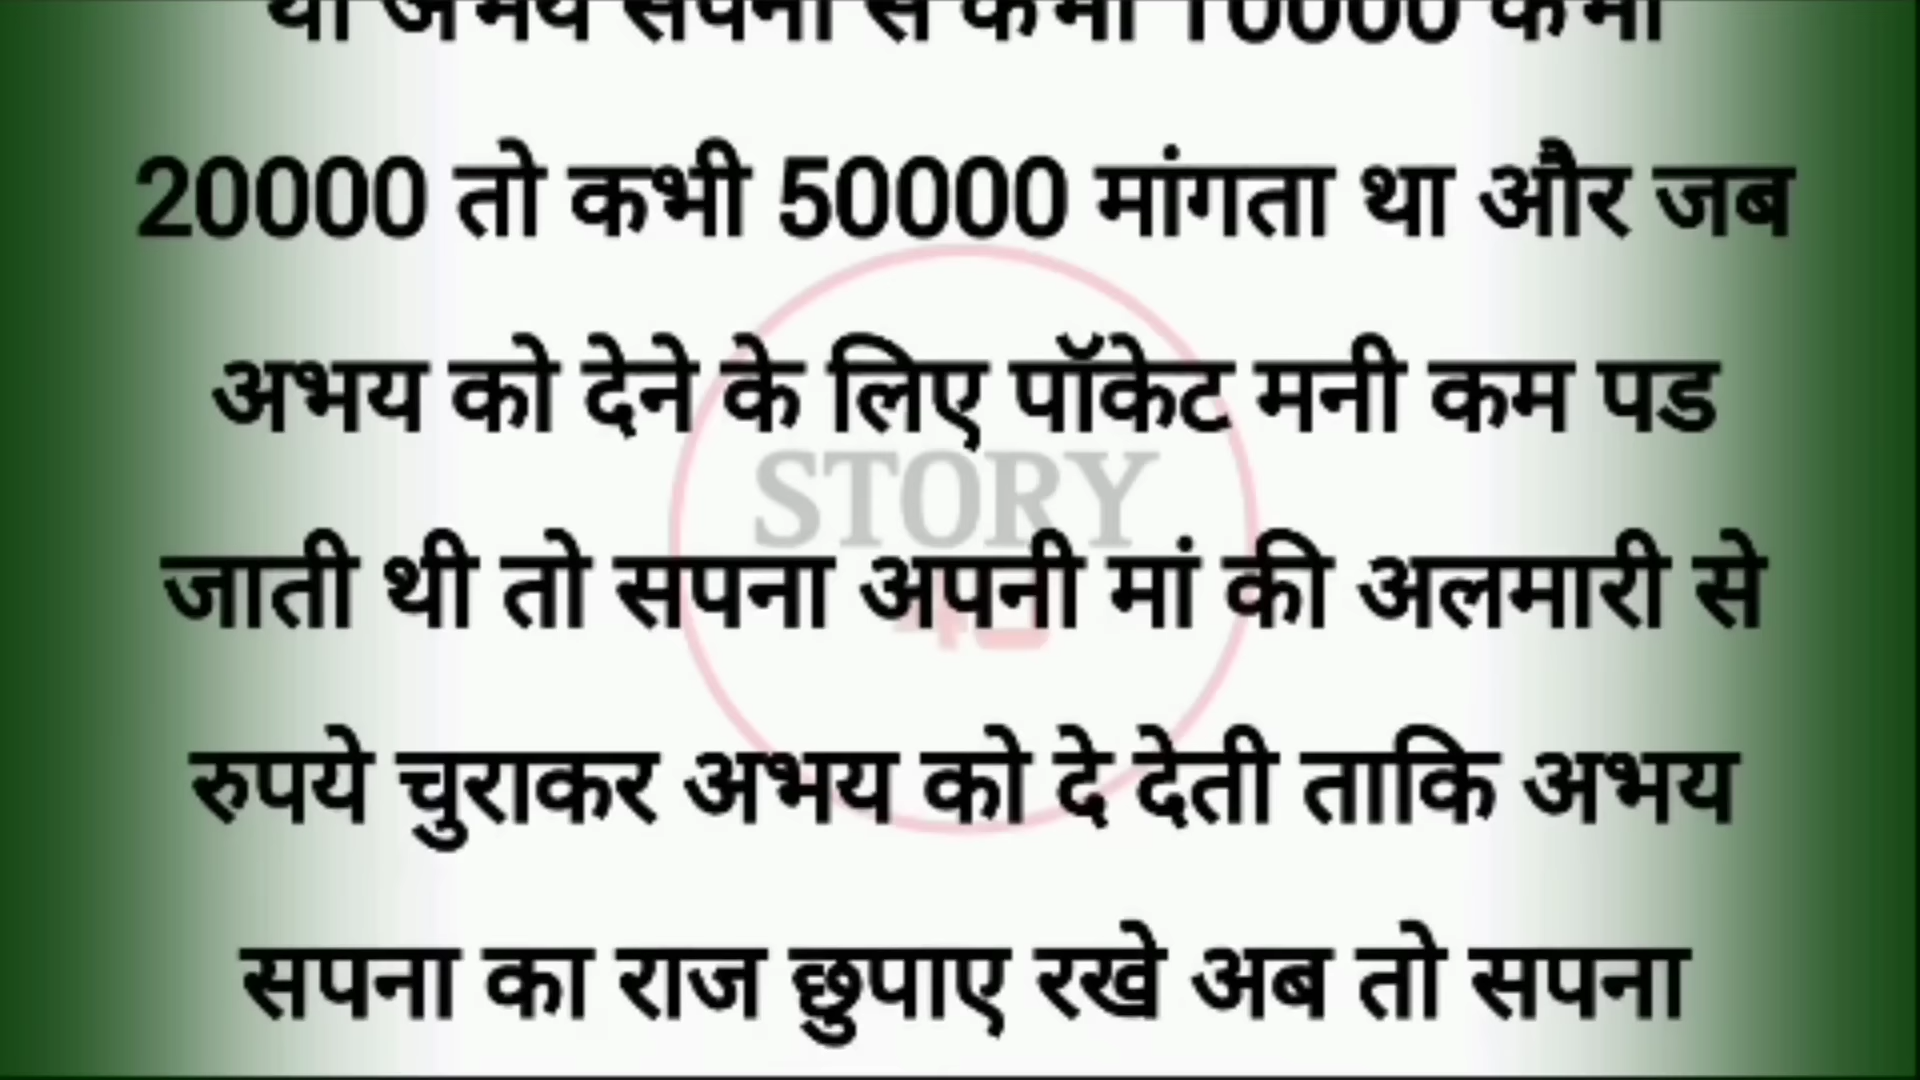 था अभय सपना से कभी 10000 कभी
20000 तो कभी 50000 मांगता था और जब
अभय को देने के लिए पॉकेट मनी कम पड
STORY
जाती थी तो सपना अपनी मां की अलमारी से
रुपये चुराकर अभय को दे देती ताकि अभय
सपना का राज छुपाए रखे अब तो सपना